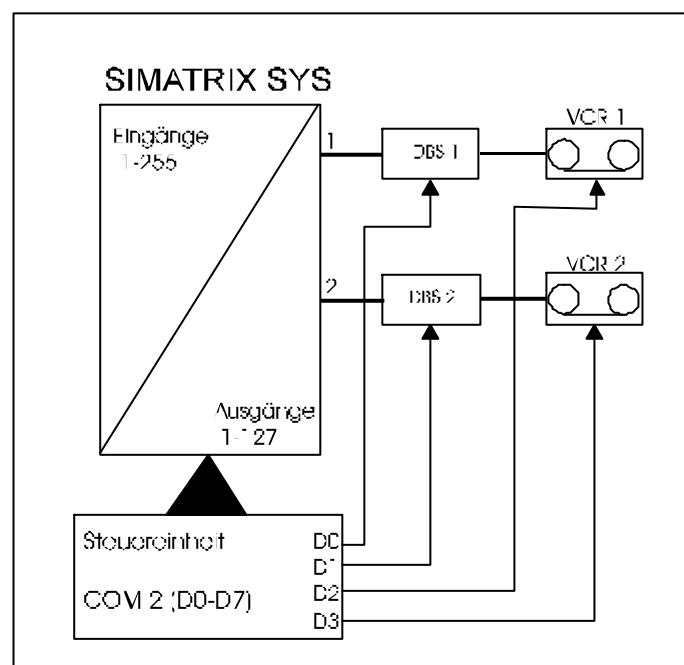 SIMATRIX SYS
Eingänge
1-255
1
DBS 1
VCR 1
2
DBS 2
VCR 2
Ausgänge
1-127
Steuereinheit
COM 2 (D0-D7)
D0
D1
D2
D3